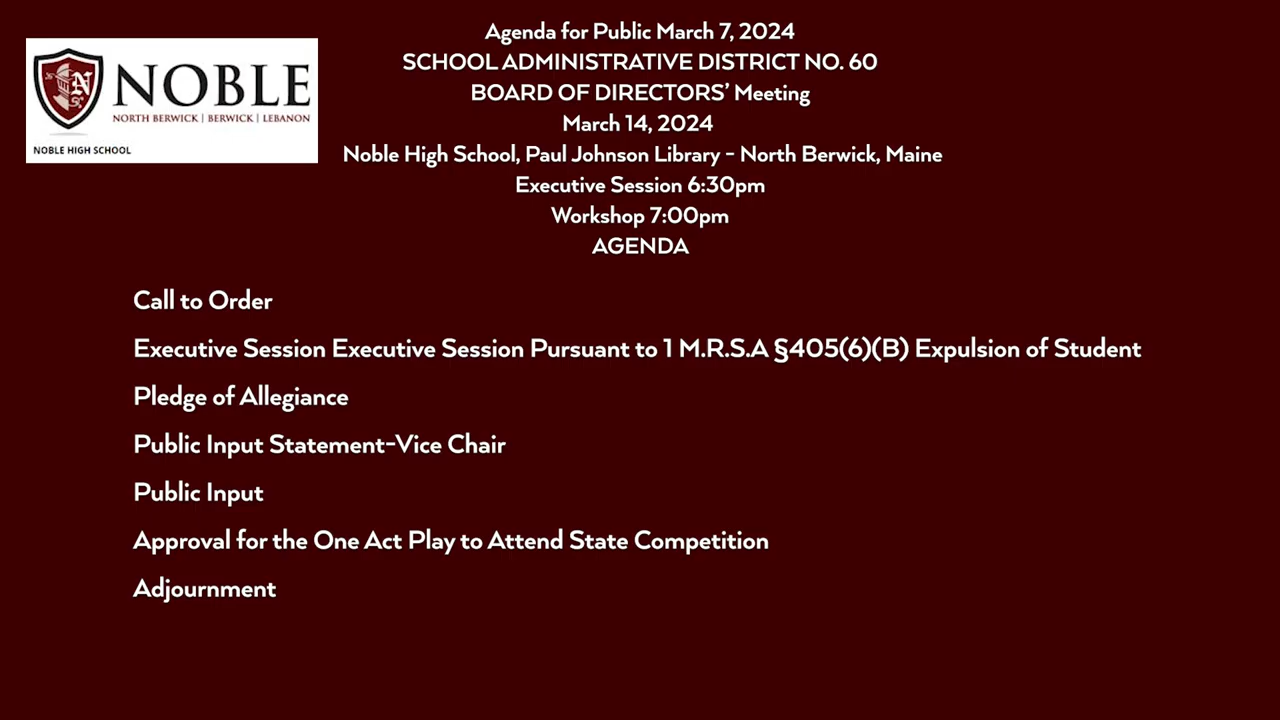 Agenda for Public March 7, 2024
SCHOOL ADMINISTRATIVE DISTRICT NO. 60
BOARD OF DIRECTORS' Meeting
March 14, 2024
Noble High School, Paul Johnson Library - North Berwick, Maine
Executive Session 6:30pm
Workshop 7:00pm
AGENDA
NOBLE
NORTH BERWICK | BERWICK | LEBANON
NOBLE HIGH SCHOOL
Call to Order
Executive Session Executive Session Pursuant to 1 M.R.S.A §405(6)(B) Expulsion of Student
Pledge of Allegiance
Public Input Statement-Vice Chair
Public Input
Approval for the One Act Play to Attend State Competition
Adjournment